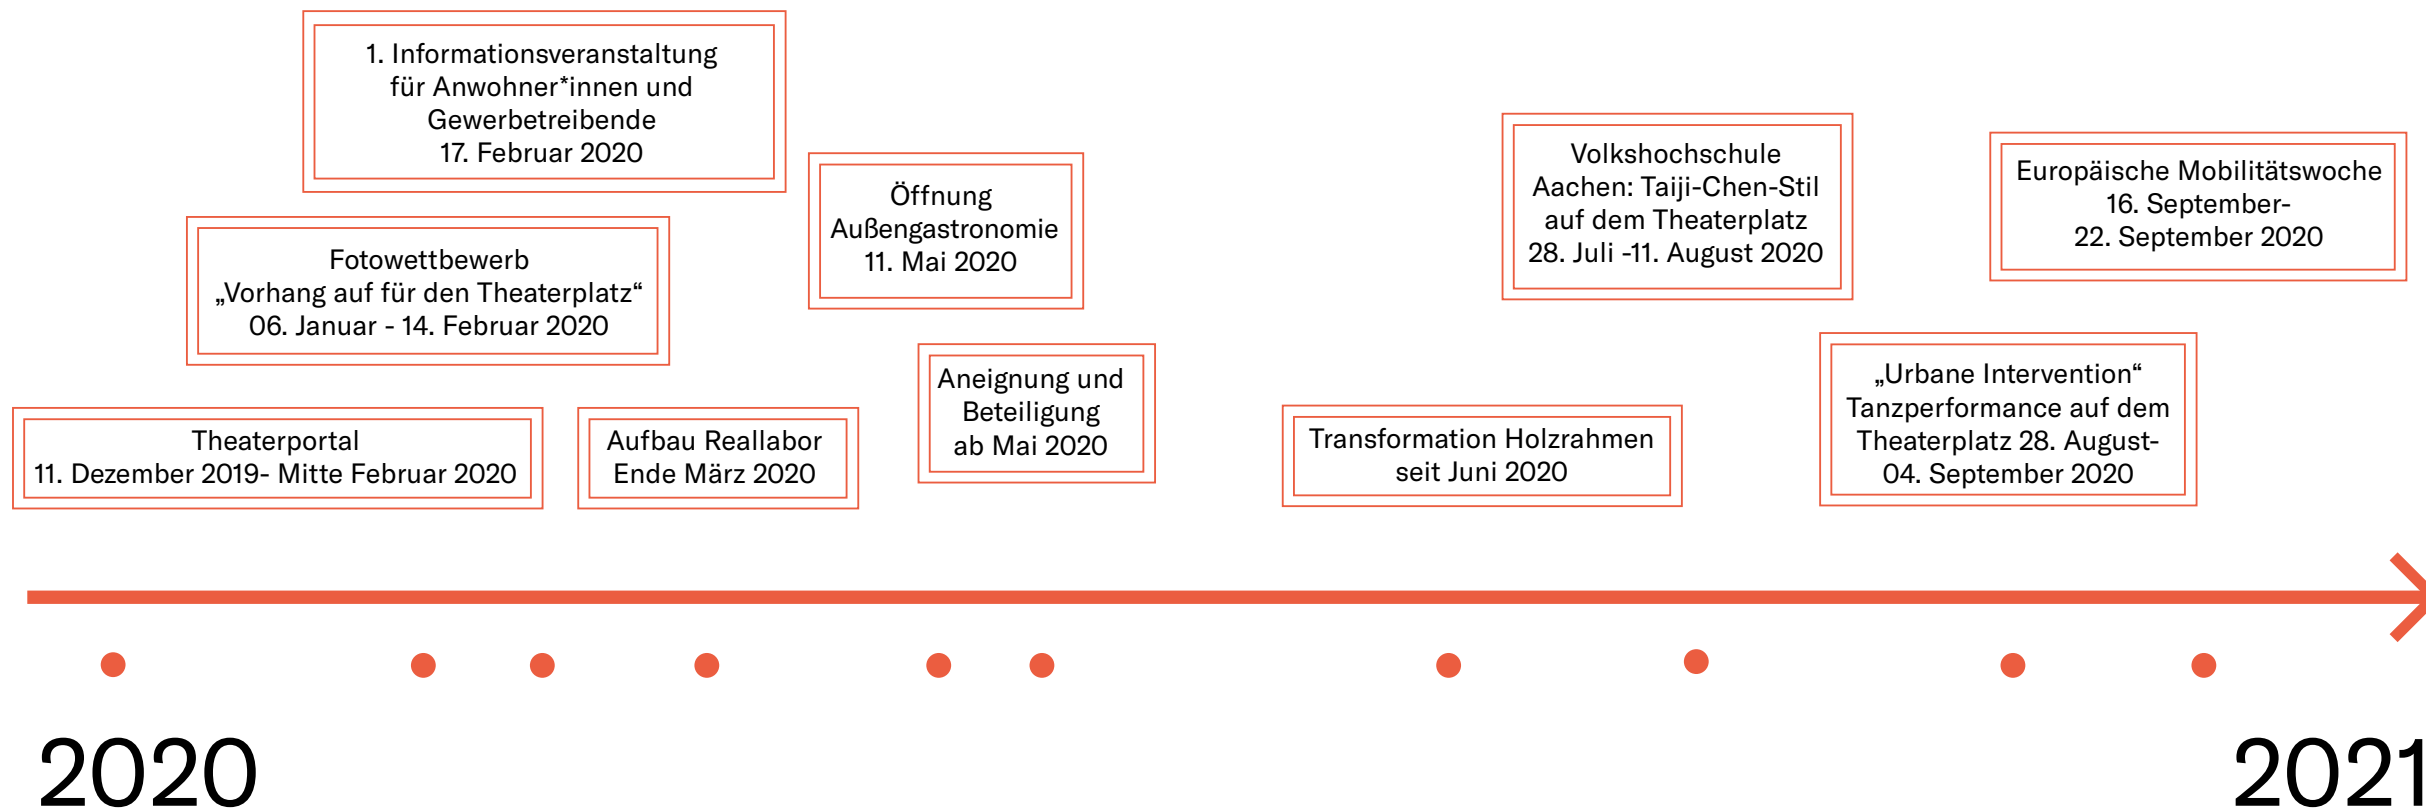 1. Informationsveranstaltung
für Anwohner*innen und
Gewerbetreibende
17. Februar 2020
Fotowettbewerb
„Vorhang auf für den Theaterplatz“
06. Januar - 14. Februar 2020
Theaterportal
11. Dezember 2019- Mitte Februar 2020
Aufbau Reallabor
Ende März 2020
Öffnung
Außengastronomie
11. Mai 2020
Aneignung und
Beteiligung
ab Mai 2020
Transformation Holzrahmen
seit Juni 2020
Volkshochschule
Aachen: Taiji-Chen-Stil
auf dem Theaterplatz
28. Juli -11. August 2020
„Urbane Intervention“
Tanzperformance auf dem
Theaterplatz 28. August-
04. September 2020
Europäische Mobilitätswoche
16. September-
22. September 2020
2020
2021